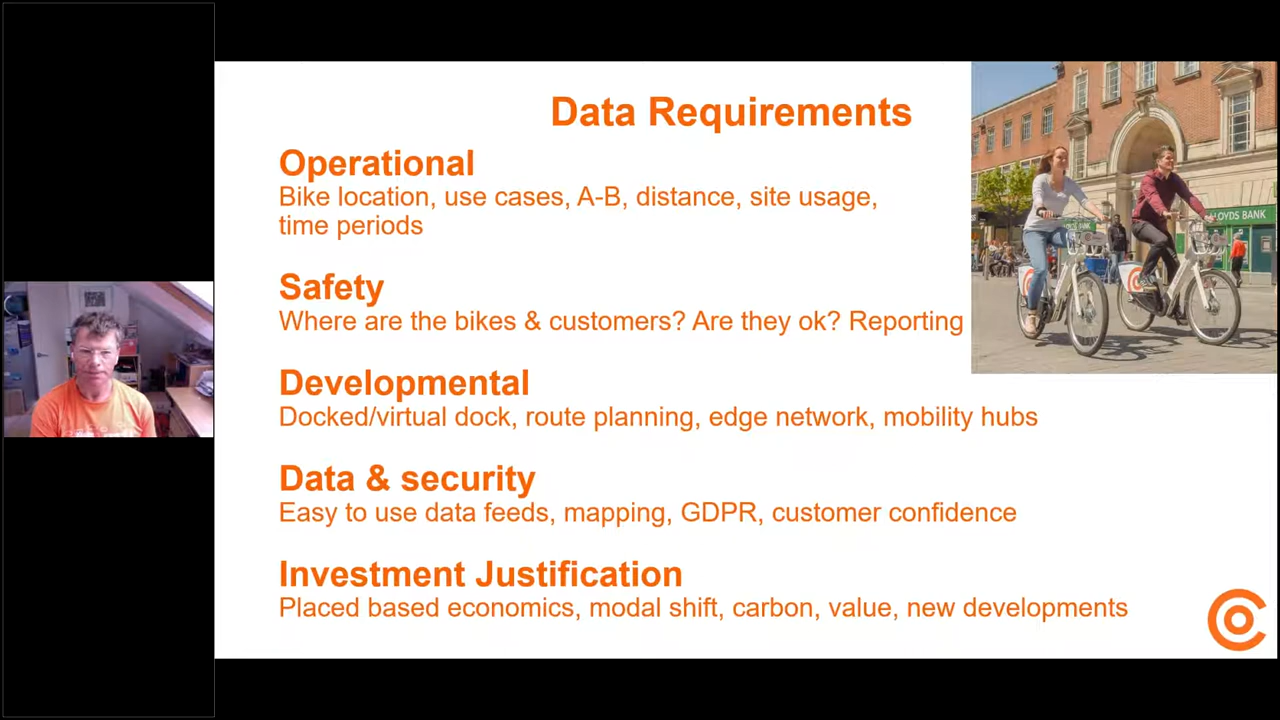 Data Requirements
Operational
Bike location, use cases, A-B, distance, site usage,
time periods
Safety
Where are the bikes & customers? Are they ok? Reporting
Developmental
Docked/virtual dock, route planning, edge network, mobility hubs
Data & security
Easy to use data feeds, mapping, GDPR, customer confidence
Investment Justification
Placed based economics, modal shift, carbon, value, new developments
LLOYDS BANK